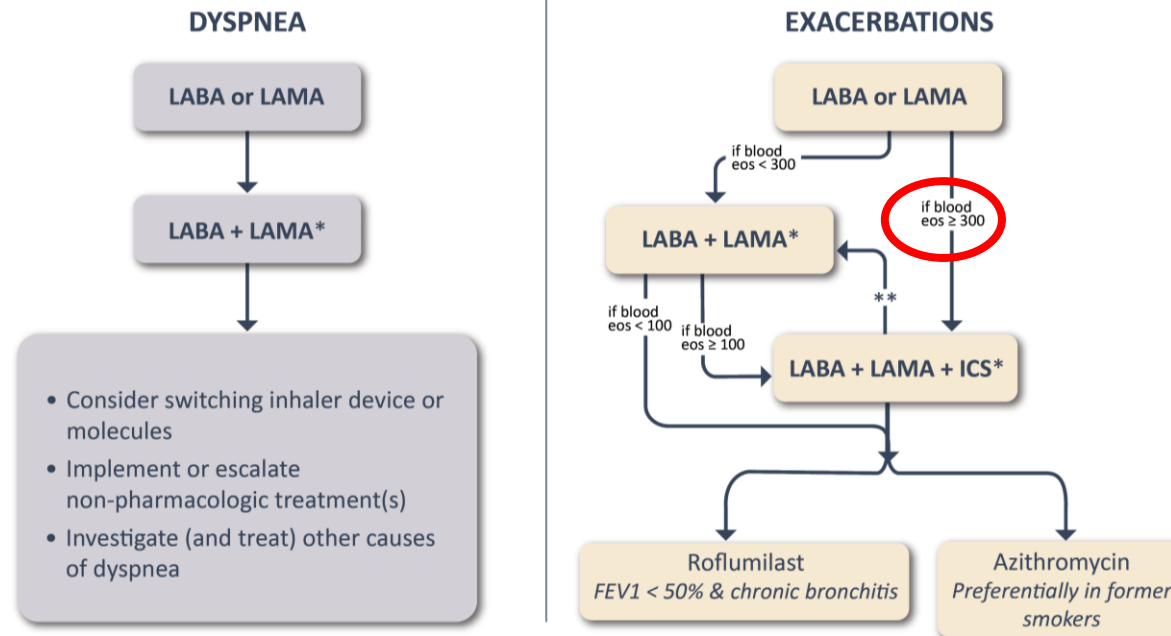 DYSPNEA
LABA or LAMA
LABA + LAMA*
• Consider switching inhaler device or
molecules
• Implement or escalate
non-pharmacologic treatment(s)
• Investigate (and treat) other causes
of dyspnea
EXACERBATIONS
LABA or LAMA
if blood
eos < 300
if blood
eos ≥ 300
LABA + LAMA*
**
if blood
eos < 100
if blood
eos ≥ 100
LABA + LAMA + ICS*
Roflumilast
FEV1 < 50% & chronic bronchitis
Azithromycin
Preferentially in former
smokers